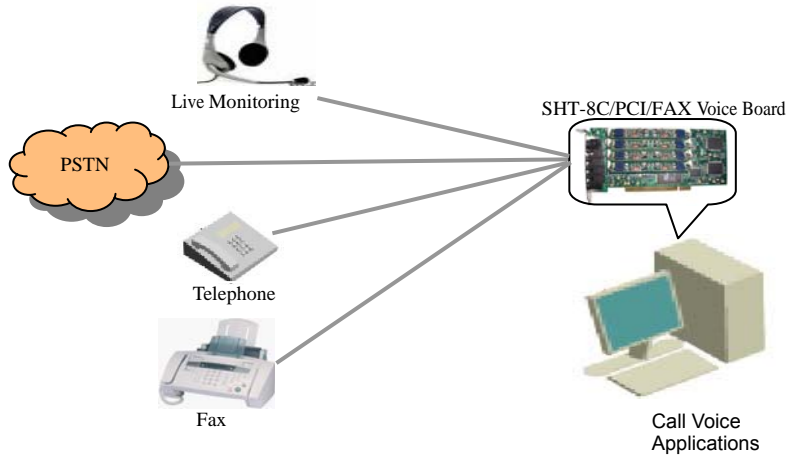 Live Monitoring
SHT-8C/PCI/FAX Voice Board
PSTN
Telephone
Fax
Call Voice
Applications